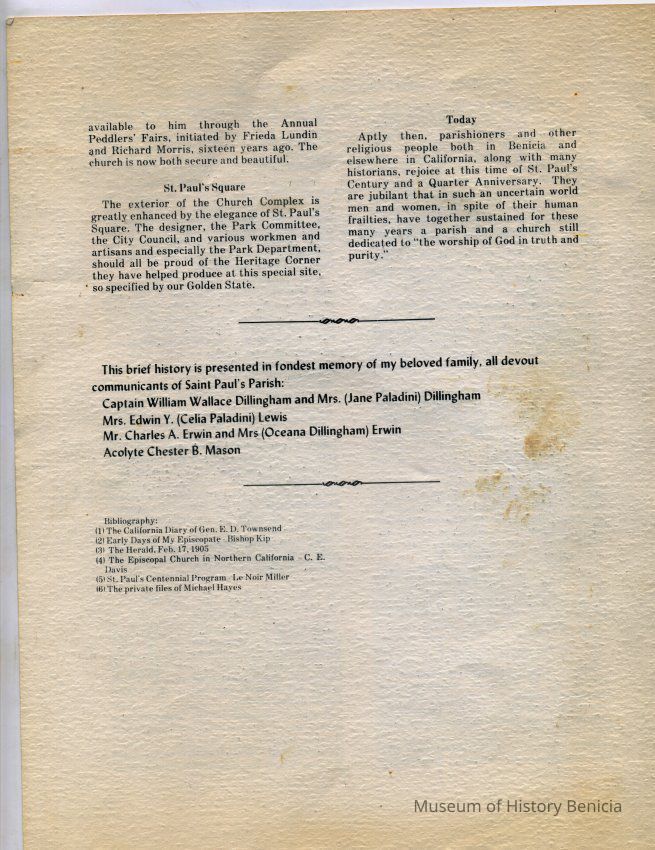 available to him through the Annual
Peddlers' Fairs, initiated by Frieda Lundin
and Richard Morris, sixteen years ago. The
church is now both secure and beautiful.
St. Paul's Square
The exterior of the Church Complex is
greatly enhanced by the elegance of St. Paul's
Square. The designer, the Park Committee,
the City Council, and various workmen and
artisans and especially the Park Department,
should all be proud of the Heritage Corner
they have helped produce at this special site,
so specified by our Golden State.
Today
Aptly then, parishioners and other
religious people both in Benicia and
elsewhere in California, along with many
historians, rejoice at this time of St. Paul's
Century and a Quarter Anniversary. They
are jubilant that in such an uncertain world
men and women, in spite of their human
frailties, have together sustained for these
many years a parish and a church still
dedicated to "the worship of God in truth and
purity."
This brief history is presented in fondest memory of my beloved family, all devout
communicants of Saint Paul's Parish:
Captain William Wallace Dillingham and Mrs. (Jane Paladini) Dillingham
Mrs. Edwin Y. (Celia Paladini) Lewis
Mr. Charles A. Erwin and Mrs (Oceana Dillingham) Erwin
Acolyte Chester B. Mason
Bibliography:
(1) The California Diary of Gen. E. D. Townsend
(2) Early Days of My Episcopate - Bishop Kip
(3) The Herald, Feb. 17, 1905
(4) The Episcopal Church in Northern California - C. E.
Davis
(5) St. Paul's Centennial Program - Le Noir Miller
(6) The private files of Michael Hayes
Museum of History Benicia